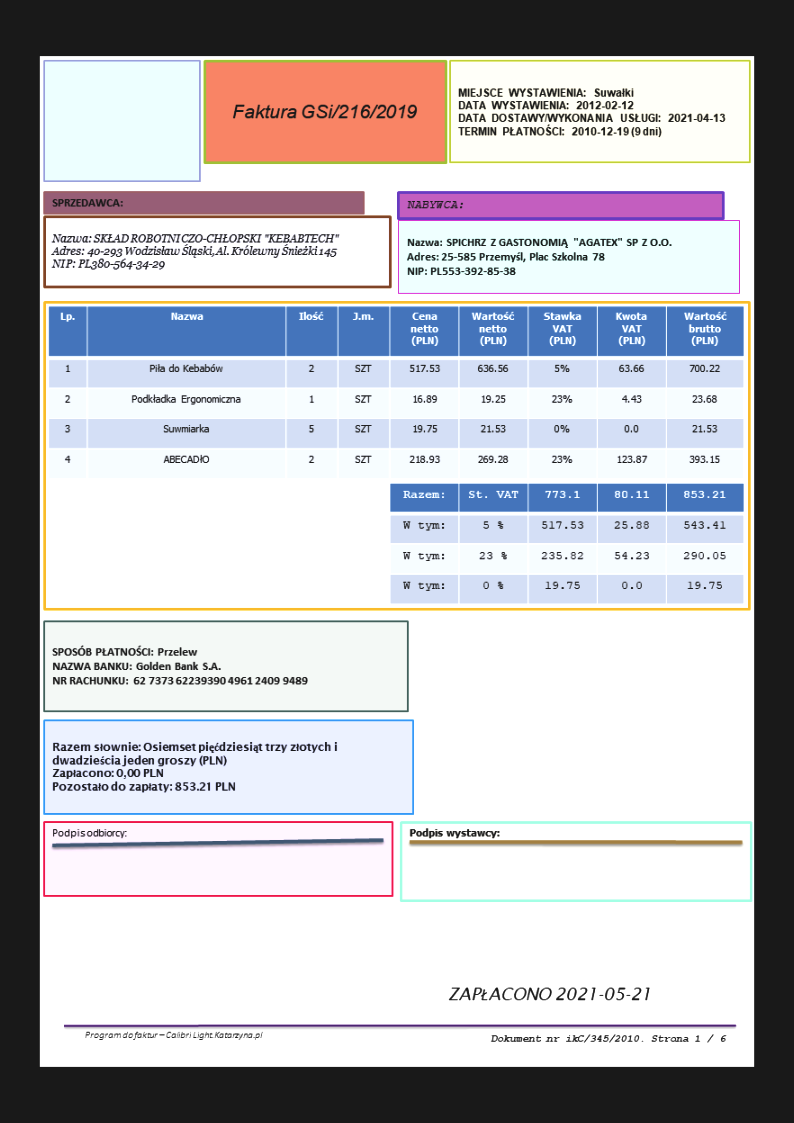 Faktura GSi/216/2019
MIEJSCE WYSTAWIENIA: Suwałki
DATA WYSTAWIENIA: 2012-02-12
DATA DOSTAWY/WYKONANIA USŁUGI: 2021-04-13
TERMIN PŁATNOŚCI: 2010-12-19 (9 dni)
SPRZEDAWCA:
Nazwa: SKŁAD ROBOTNICZO-CHŁOPSKI "KEBABTECH"
Adres: 40-293 Wodzisław Śląski, Al. Królewny Śnieżki 145
NIP: PL380-564-34-29
NABYWCA:
Nazwa: SPICHRZ Z GASTONOMIĄ "AGATEX" SP Z O.O.
Adres: 25-585 Przemyśl, Plac Szkolna 78
NIP: PL553-392-85-38
Lp. Nazwa Ilość J.m. Cena netto (PLN) Wartość netto (PLN) Stawka VAT (PLN) Kwota VAT (PLN) Wartość brutto (PLN)
1 Piła do Kebabów 2 SZT 517.53 636.56 5% 63.66 700.22
2 Podkładka Ergonomiczna 1 SZT 16.89 19.25 23% 4.43 23.68
3 Suwmiarka 5 SZT 19.75 21.53 0% 0.0 21.53
4 ABECADŁO 2 SZT 218.93 269.28 23% 123.87 393.15
Razem: St. VAT 773.1 80.11 853.21
W tym: 5 % 517.53 25.88 543.41
W tym: 23 % 235.82 54.23 290.05
W tym: 0 % 19.75 0.0 19.75
SPOSÓB PŁATNOŚCI: Przelew
NAZWA BANKU: Golden Bank S.A.
NR RACHUNKU: 62 7373 6223 9390 4961 2409 9489
Razem słownie: Osiemset pięćdziesiąt trzy złotych i
dwadzieścia jeden groszy (PLN)
Zapłacono: 0,00 PLN
Pozostało do zapłaty: 853.21 PLN
Podpis odbiorcy:
Podpis wystawcy:
ZAPŁACONO 2021-05-21
Program do faktur – Calibri Light.Katarzyna.pl
Dokument nr ikC/345/2010. Strona 1 / 6